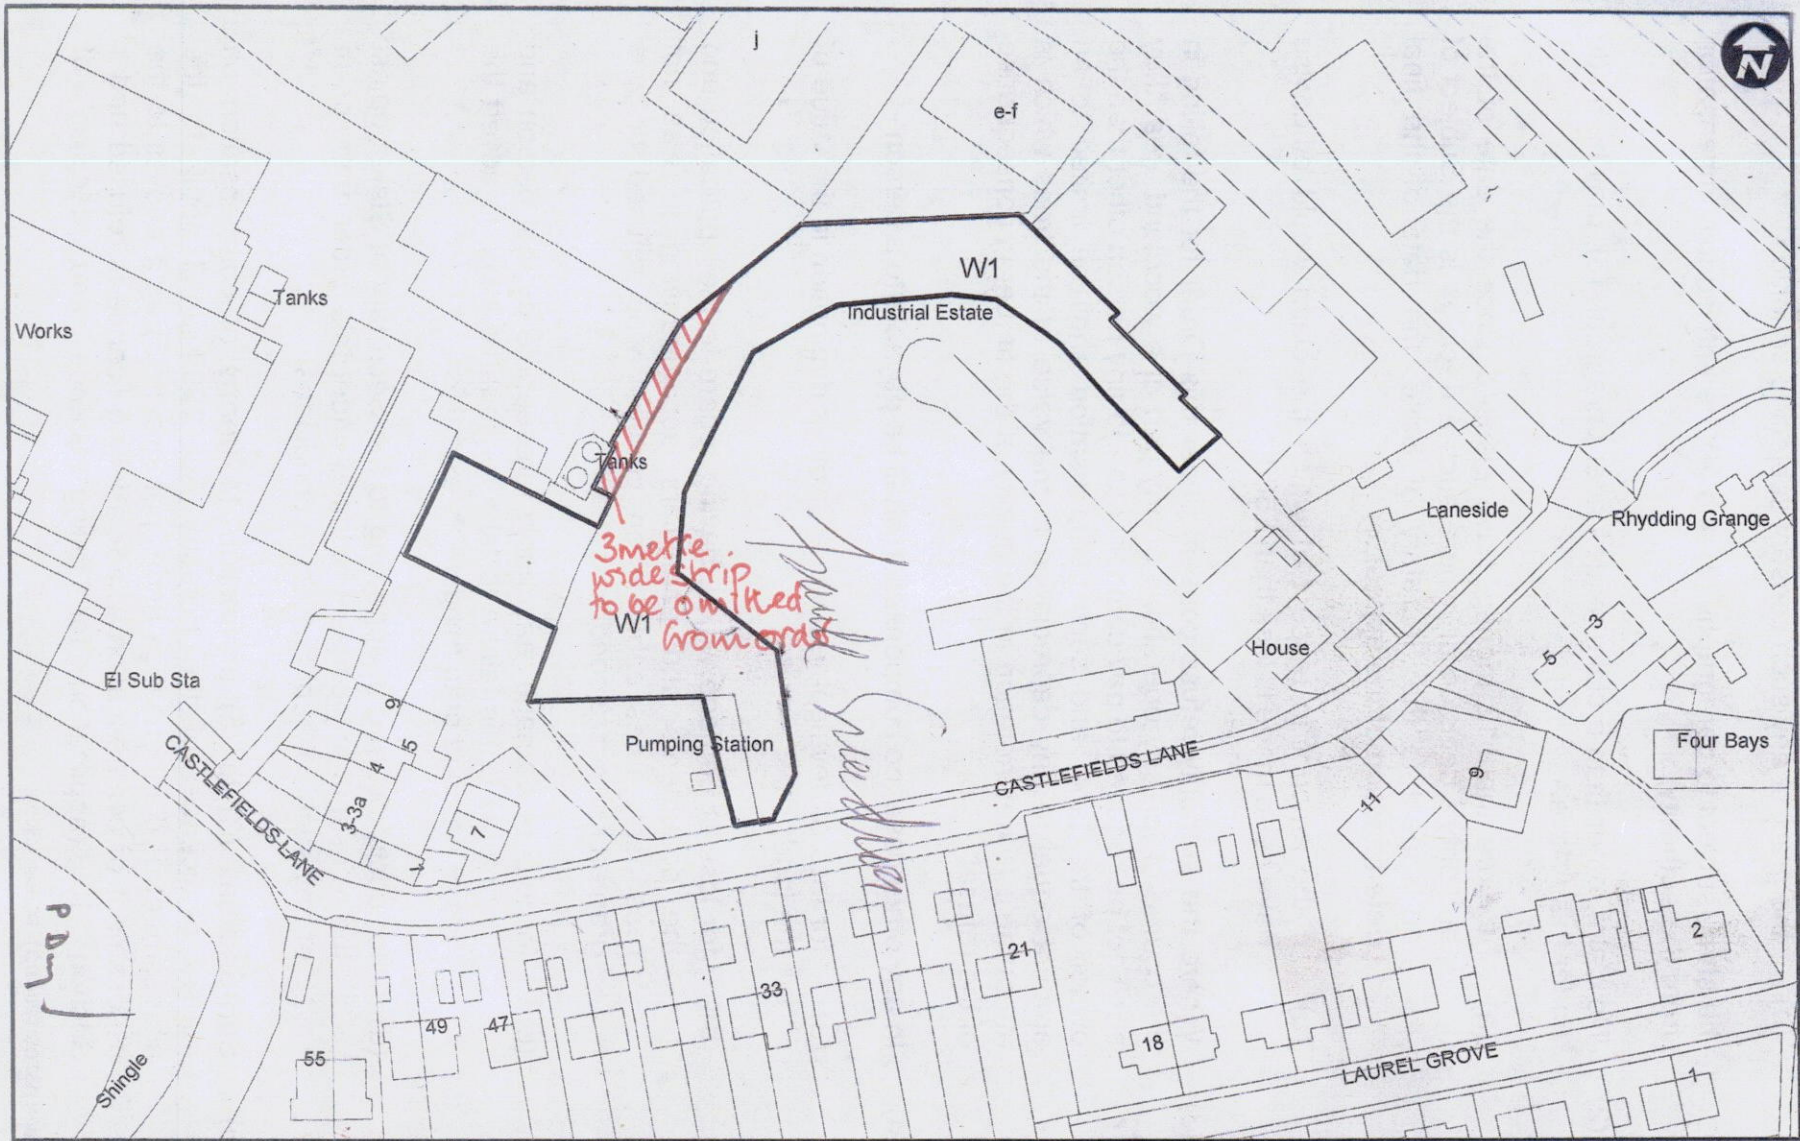 j
e-f
N
W1
Industrial Estate
Tanks
Works
Tanks
Laneside
Rhydding Grange
3metre
wide strip
to be omitted
from order
W1
House
3
5
El Sub Sta
9
5
4
3-3a
1
7
Pumping Station
Four Bays
CASTLEFIELDS LANE
CASTLEFIELDS LANE
11
9
2
21
33
49
47
55
18
LAUREL GROVE
1
Shingle